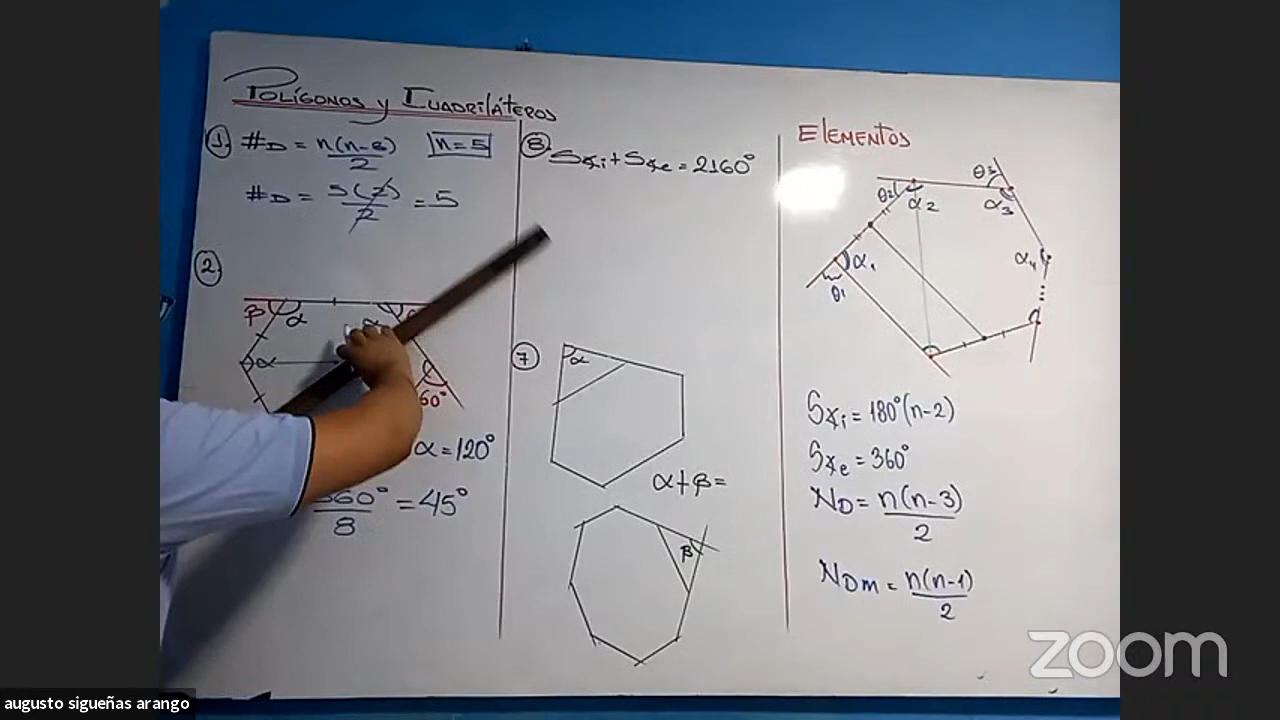 POLÍGONOS y CUADRILÁTEROS
1. #D = n(n-3)/2 n=5
#D = 5(2)/2 = 5
2.
β α α
α
60°
α = 120°
360°/8 = 45°
8 S∡i + S∡e = 2160°
7
α
α+β=
β
ELEMENTOS
θ2 α2 θ3 α3
α1 α4
θ1
S∡i = 180°(n-2)
S∡e = 360°
ND = n(n-3)/2
NDm = n(n-1)/2
zoom
augusto sigueñas arango